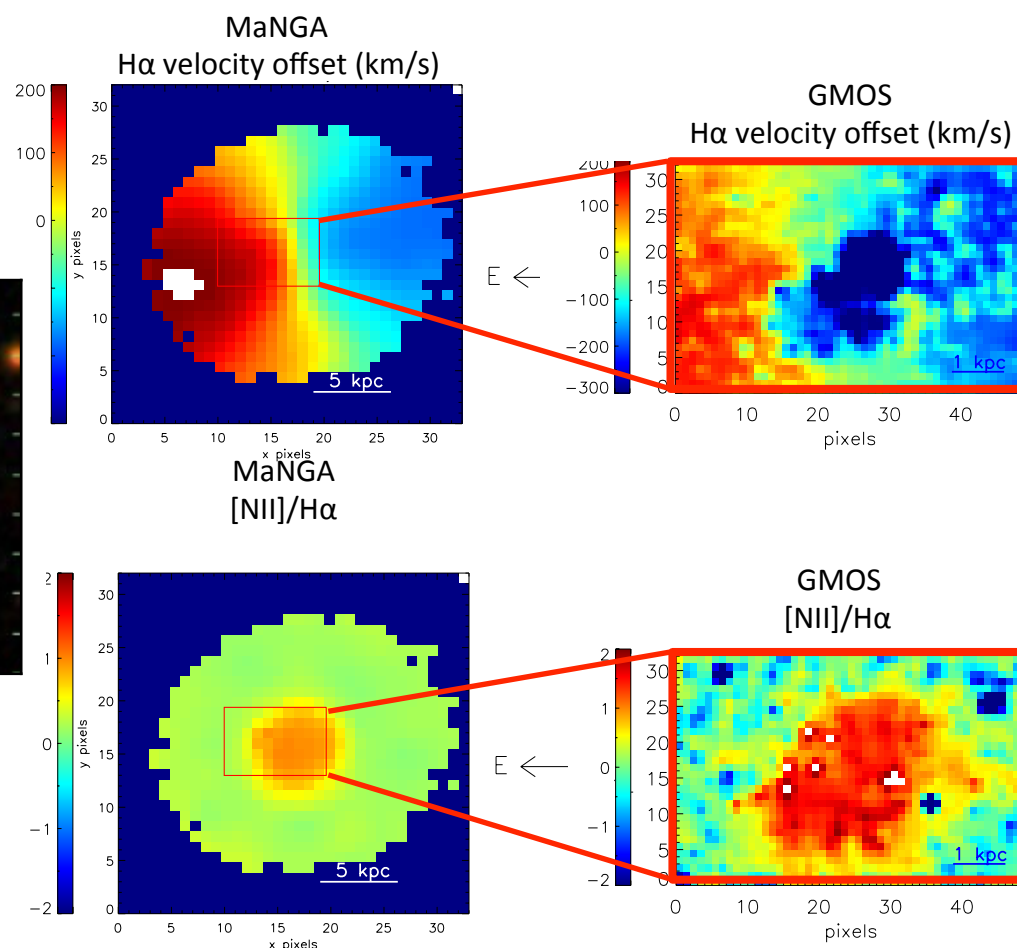 MaNGA
Hα velocity offset (km/s)
200
100
0
30
25
20
15
10
5
0
y pixels
5 kpc
0 5 10 15 20 25 30
x pixels
GMOS
Hα velocity offset (km/s)
200
100
0
−100
−200
−300
E
30
25
20
15
10
5
0
1 kpc
0 10 20 30 40
pixels
MaNGA
[NII]/Hα
2
1
0
−1
−2
30
25
20
15
10
5
0
y pixels
5 kpc
0 5 10 15 20 25 30
x pixels
GMOS
[NII]/Hα
2
1
0
−1
−2
E
30
25
20
15
10
5
0
1 kpc
0 10 20 30 40
pixels